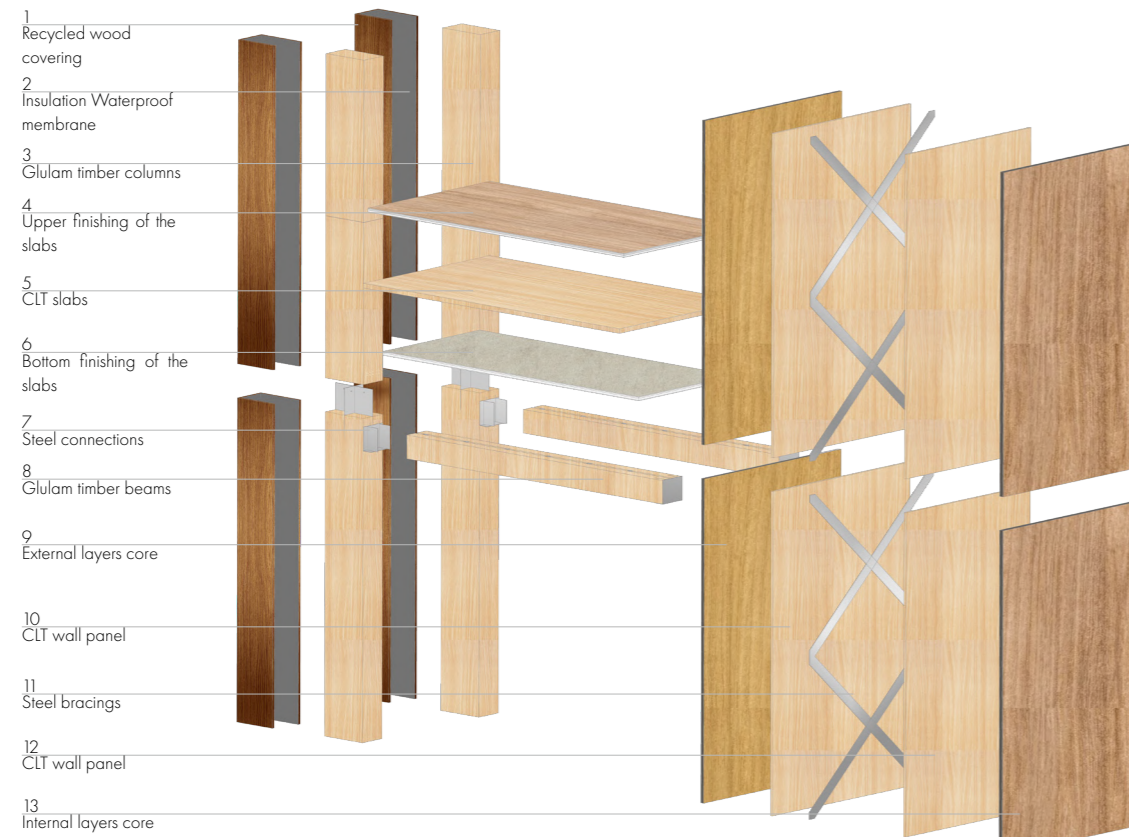 1
Recycled wood
covering
2
Insulation Waterproof
membrane
3
Glulam timber columns
4
Upper finishing of the
slabs
5
CLT slabs
6
Bottom finishing of the
slabs
7
Steel connections
8
Glulam timber beams
9
External layers core
10
CLT wall panel
11
Steel bracings
12
CLT wall panel
13
Internal layers core